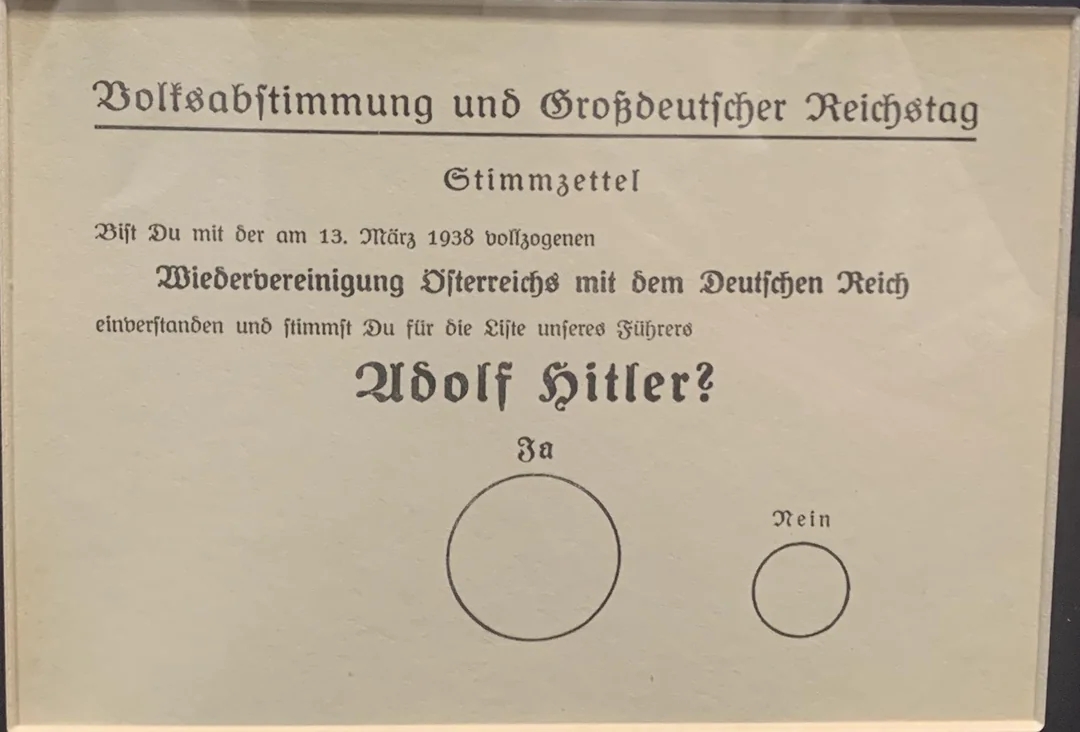 Volksabstimmung und Großdeutscher Reichstag
Stimmzettel
Bist Du mit der am 13. März 1938 vollzogenen
Wiedervereinigung Österreichs mit dem Deutschen Reich
einverstanden und stimmst Du für die Liste unseres Führers
Adolf Hitler?
Ja
Nein